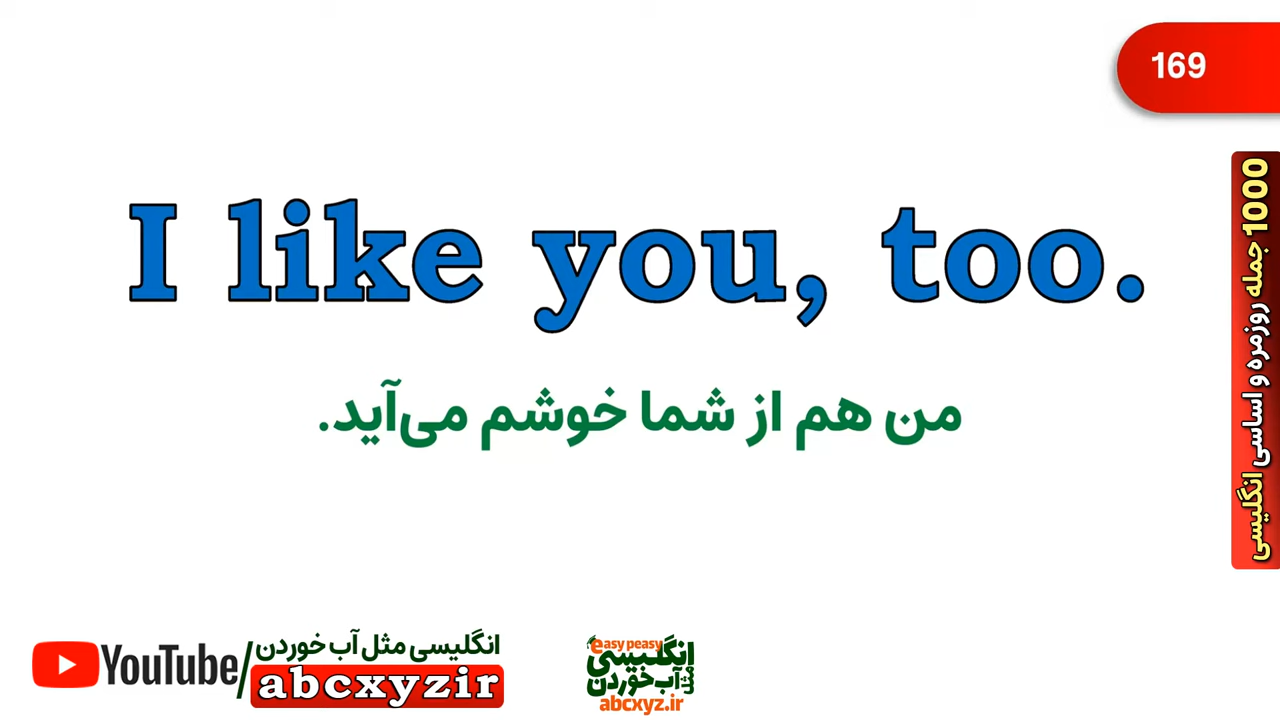 169
I like you, too.
من هم از شما خوشم می‌آید.
1000 جمله روزمره و اساسی انگلیسی
YouTube/
انگلیسی مثل آب خوردن
abcxyzir
easy peasy
انگلیسی
مثل
آب خوردن
abcxyz.ir